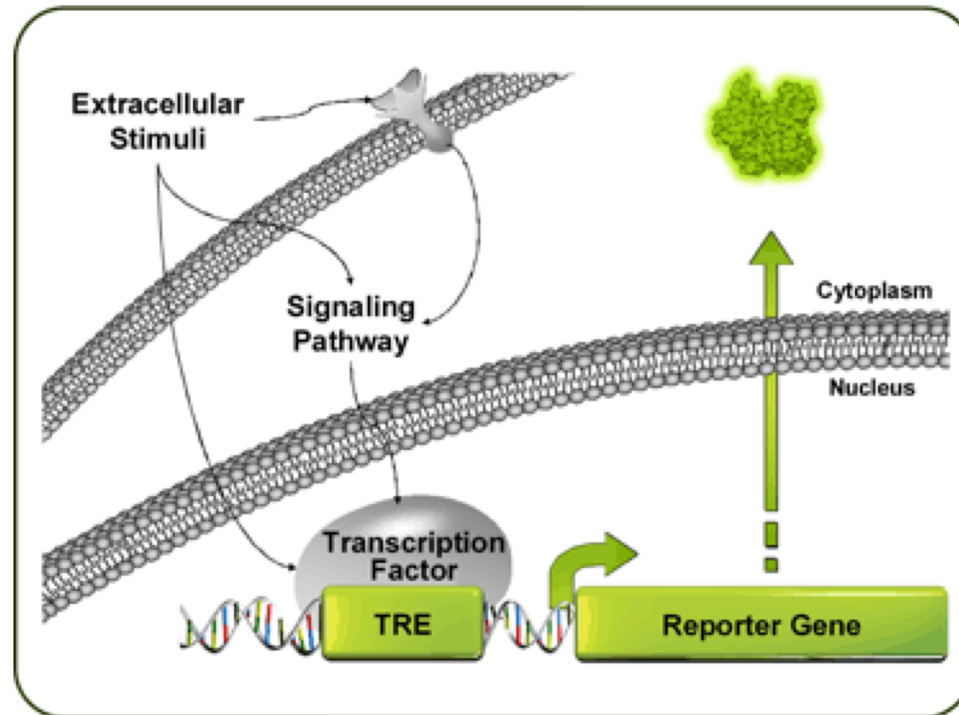 Extracellular
Stimuli
Signaling
Pathway
Cytoplasm
Nucleus
Transcription
Factor
TRE
Reporter Gene